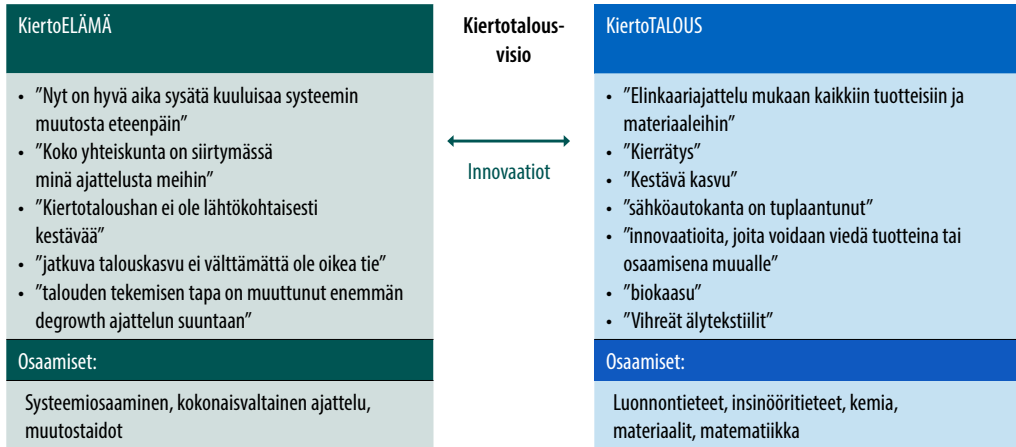 KiertoELÄMÄ
• ”Nyt on hyvä aika sysätä kuuluisaa systeemin
muutosta eteenpäin”
• ”Koko yhteiskunta on siirtymässä
minä ajattelusta meihin”
• ”Kiertotaloushan ei ole lähtökohtaisesti
kestävää”
• ”jatkuva talouskasvu ei välttämättä ole oikea tie”
• ”talouden tekemisen tapa on muuttunut enemmän
degrowth ajattelun suuntaan”
Osaamiset:
Systeemiosaaminen, kokonaisvaltainen ajattelu,
muutostaidot
Kiertotalous-
visio
Innovaatiot
KiertoTALOUS
• ”Elinkaariajattelu mukaan kaikkiin tuotteisiin ja
materiaaleihin”
• ”Kierrätys”
• ”Kestävä kasvu”
• ”sähköautokanta on tuplaantunut”
• ”innovaatioita, joita voidaan viedä tuotteina tai
osaamisena muualle”
• ”biokaasu”
• ”Vihreät älytekstiilit”
Osaamiset:
Luonnontieteet, insinööritieteet, kemia,
materiaalit, matematiikka